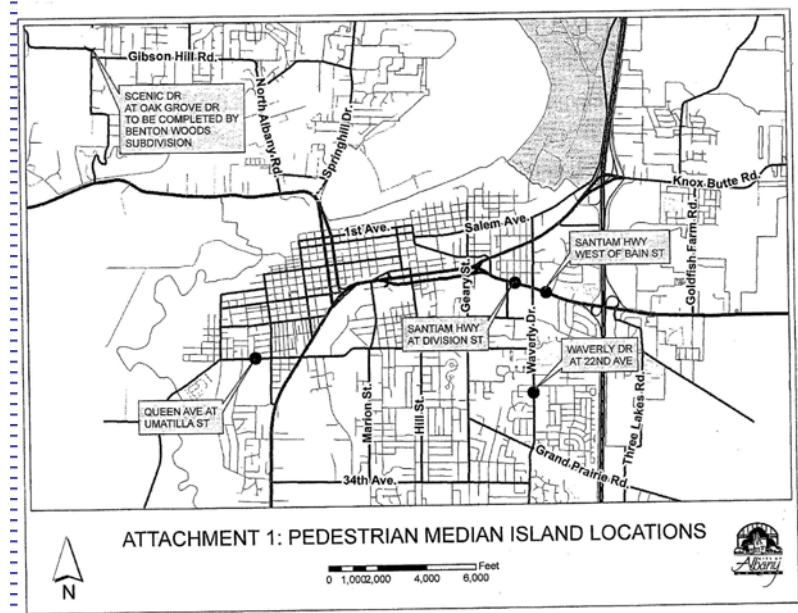 Gibson Hill Rd.
SCENIC DR
AT OAK GROVE DR
TO BE COMPLETED BY
BENTON WOODS
SUBDIVISION
North Albany Rd.
Springhill Dr.
Knox Butte Rd.
1st Ave.
Salem Ave.
Geary St.
SANTIAM HWY
WEST OF BAIN ST
Goldfish Farm Rd.
SANTIAM HWY
AT DIVISION ST
Waverly Dr.
WAVERLY DR
AT 22ND AVE
QUEEN AVE AT
UMATILLA ST
Marion St.
Hill St.
Three Lakes Rd.
Grand Prairie Rd.
34th Ave.
ATTACHMENT 1: PEDESTRIAN MEDIAN ISLAND LOCATIONS
N
Feet
0 1,0002,000 4,000 6,000
Albany